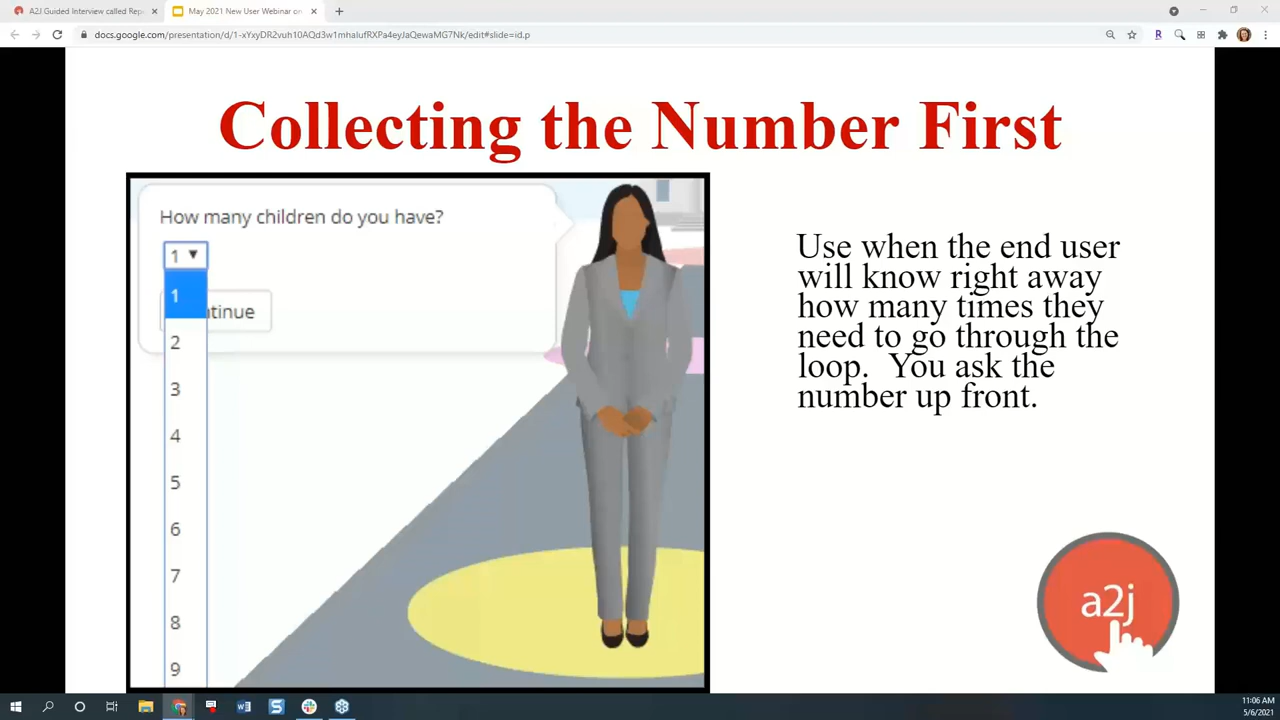 A2J Guided Interview called Rep
May 2021 New User Webinar on
docs.google.com/presentation/d/1-xYxyDR2vuh10AQd3w1mhalufRXPa4eyJaQewaMG7Nk/edit#slide=id.p
Collecting the Number First
How many children do you have?
1
1
tinue
2
3
4
5
6
7
8
9
Use when the end user
will know right away
how many times they
need to go through the
loop. You ask the
number up front.
a2j
11:06 AM
5/6/2021